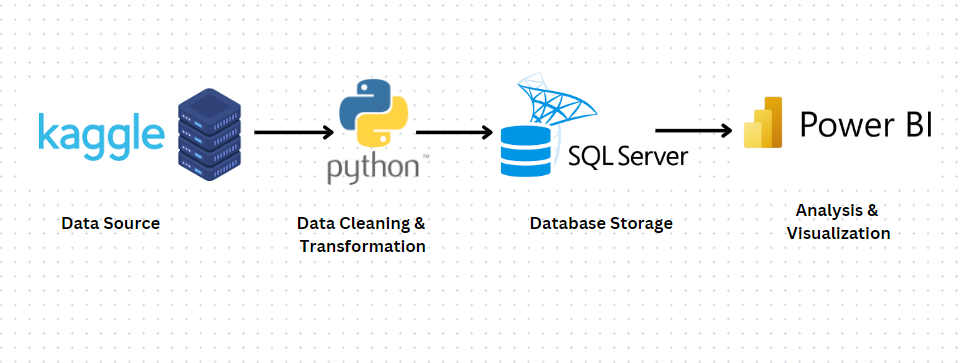 kaggle
python™
SQL Server
Power BI
Data Source
Data Cleaning &
Transformation
Database Storage
Analysis &
Visualization